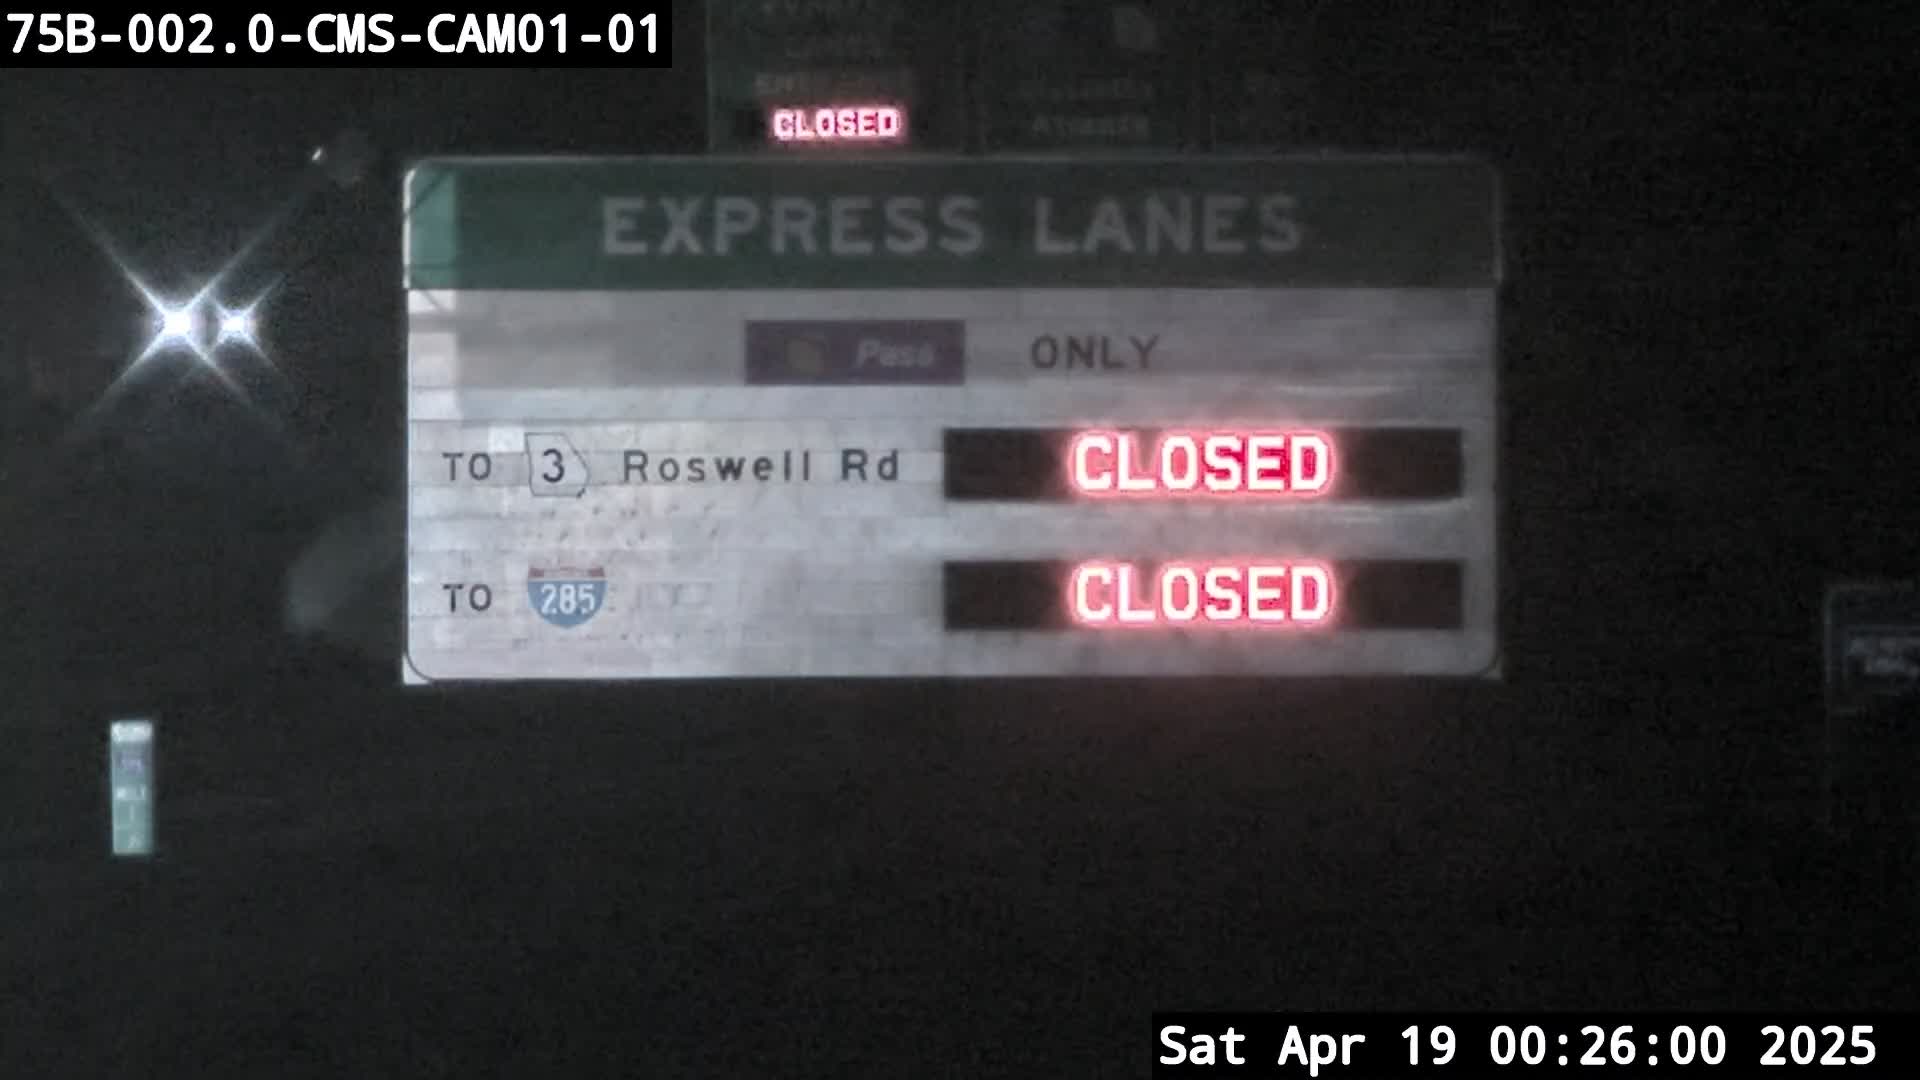 75B-002.0-CMS-CAM01-01
CLOSED
EXPRESS LANES
Pass ONLY
TO 3 Roswell Rd CLOSED
TO 285 CLOSED
Sat Apr 19 00:26:00 2025